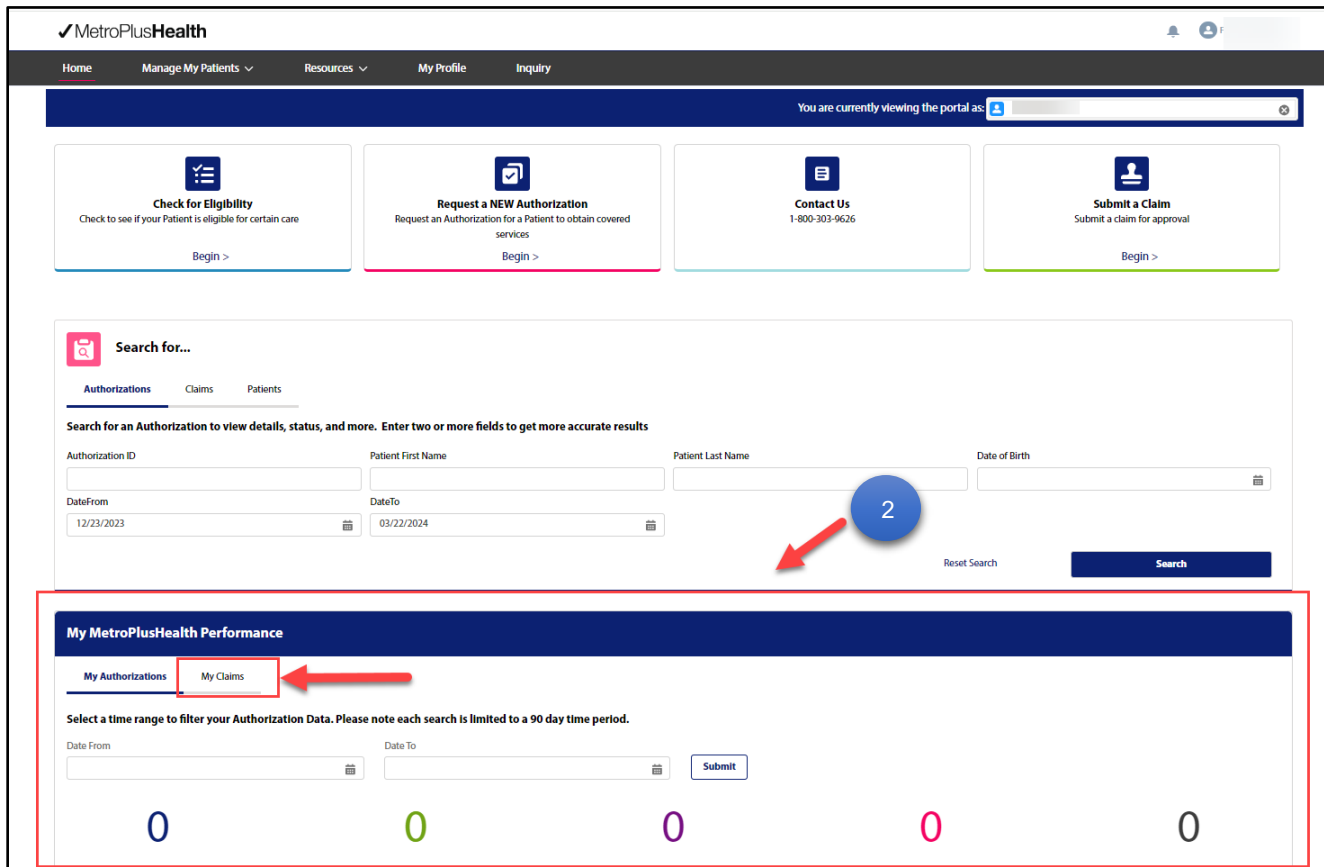 ✓MetroPlusHealth
Home Manage My Patients Resources My Profile Inquiry
You are currently viewing the portal as:
Check for Eligibility
Check to see if your Patient is eligible for certain care
Begin >
Request a NEW Authorization
Request an Authorization for a Patient to obtain covered
services
Begin >
Contact Us
1-800-303-9626
Submit a Claim
Submit a claim for approval
Begin >
Search for...
Authorizations Claims Patients
Search for an Authorization to view details, status, and more. Enter two or more fields to get more accurate results
Authorization ID Patient First Name Patient Last Name Date of Birth
DateFrom DateTo
12/23/2023 03/22/2024
2
Reset Search Search
My MetroPlusHealth Performance
My Authorizations My Claims
Select a time range to filter your Authorization Data. Please note each search is limited to a 90 day time period.
Date From Date To
Submit
0 0 0 0 0